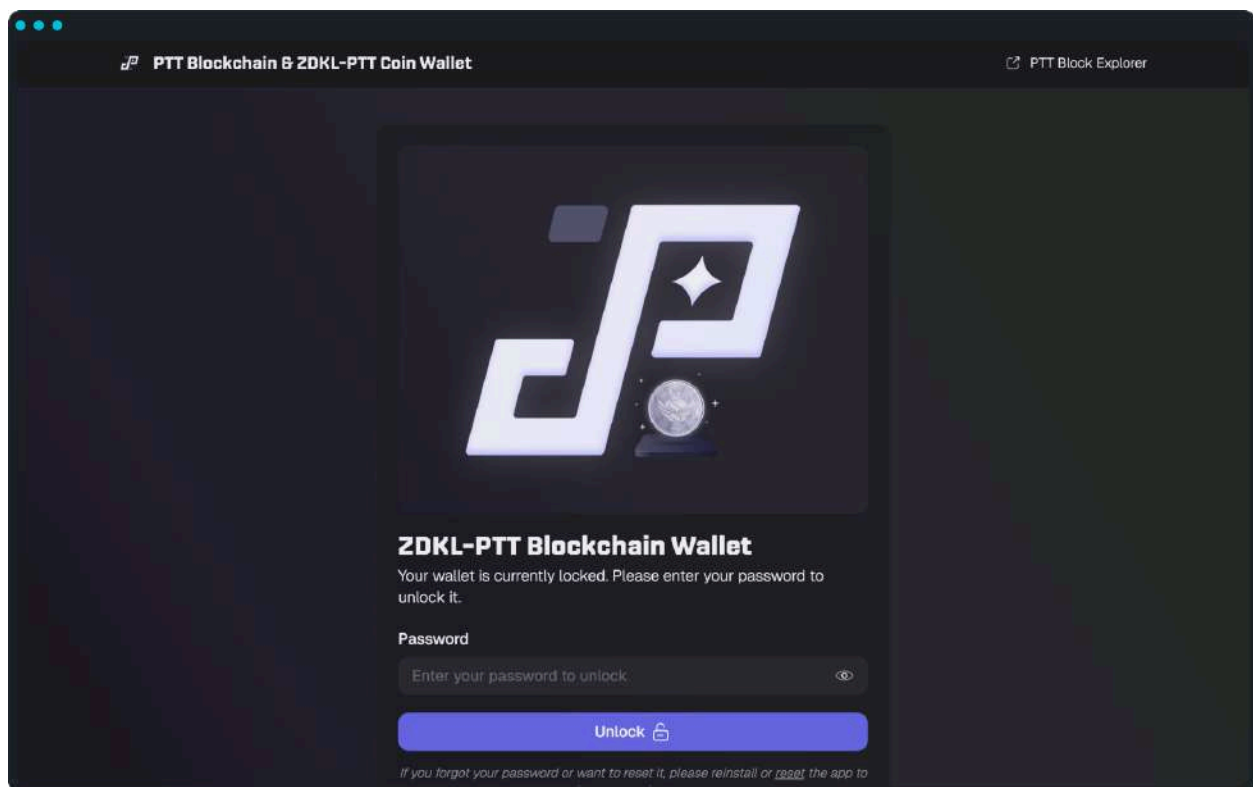 PTT Blockchain & ZDKL-PTT Coin Wallet
PTT Block Explorer
ZDKL-PTT Blockchain Wallet
Your wallet is currently locked. Please enter your password to
unlock it.
Password
Enter your password to unlock
Unlock
If you forgot your password or want to reset it, please reinstall or reset the app to